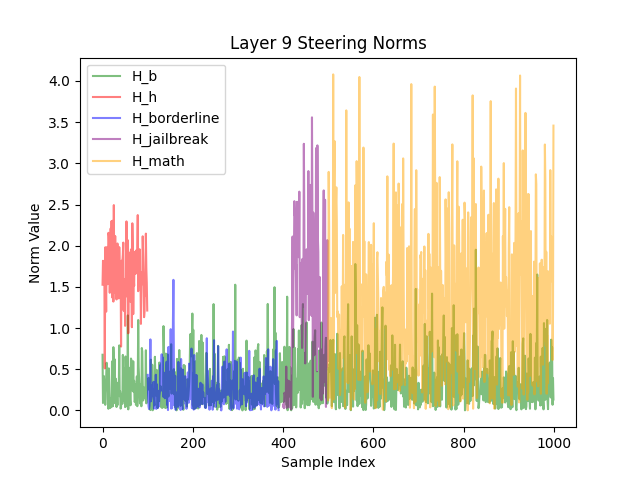 Layer 9 Steering Norms
H_b
H_h
H_borderline
H_jailbreak
H_math
4.0
3.5
3.0
2.5
2.0
1.5
1.0
0.5
0.0
Norm Value
0
200
400
600
800
1000
Sample Index